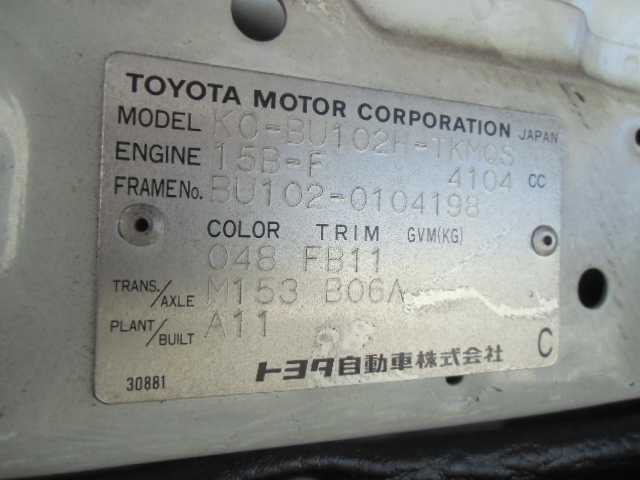 TOYOTA MOTOR CORPORATION JAPAN
MODEL KC-BU102H-TKMQS
ENGINE 15B-F 4104 CC
FRAME No. BU102-0104198
COLOR TRIM GVM(KG)
048 FB11
TRANS./AXLE M153 B06A
PLANT/BUILT A11
トヨタ自動車株式会社 C
30881